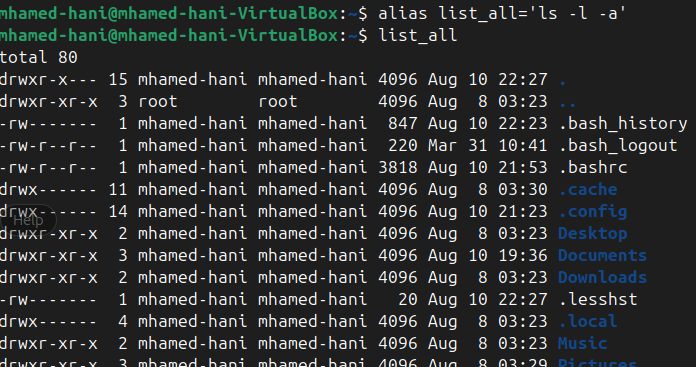 mhamed-hani@mhamed-hani-VirtualBox:~$ alias list_all='ls -l -a'
mhamed-hani@mhamed-hani-VirtualBox:~$ list_all
total 80
drwxr-x--- 15 mhamed-hani mhamed-hani 4096 Aug 10 22:27 .
drwxr-xr-x  3 root        root        4096 Aug  8 03:23 ..
-rw-------  1 mhamed-hani mhamed-hani  847 Aug 10 22:23 .bash_history
-rw-r--r--  1 mhamed-hani mhamed-hani  220 Mar 31 10:41 .bash_logout
-rw-r--r--  1 mhamed-hani mhamed-hani 3818 Aug 10 21:53 .bashrc
drwx------ 11 mhamed-hani mhamed-hani 4096 Aug  8 03:30 .cache
drwx------ 14 mhamed-hani mhamed-hani 4096 Aug 10 21:23 .config
Help
drwxr-xr-x  2 mhamed-hani mhamed-hani 4096 Aug  8 03:23 Desktop
drwxr-xr-x  3 mhamed-hani mhamed-hani 4096 Aug 10 19:36 Documents
drwxr-xr-x  2 mhamed-hani mhamed-hani 4096 Aug  8 03:23 Downloads
-rw-------  1 mhamed-hani mhamed-hani   20 Aug 10 22:27 .lesshst
drwx------  4 mhamed-hani mhamed-hani 4096 Aug  8 03:23 .local
drwxr-xr-x  2 mhamed-hani mhamed-hani 4096 Aug  8 03:23 Music
drwxr-xr-x  3 mhamed-hani mhamed-hani 4096 Aug  8 03:29 Pictures